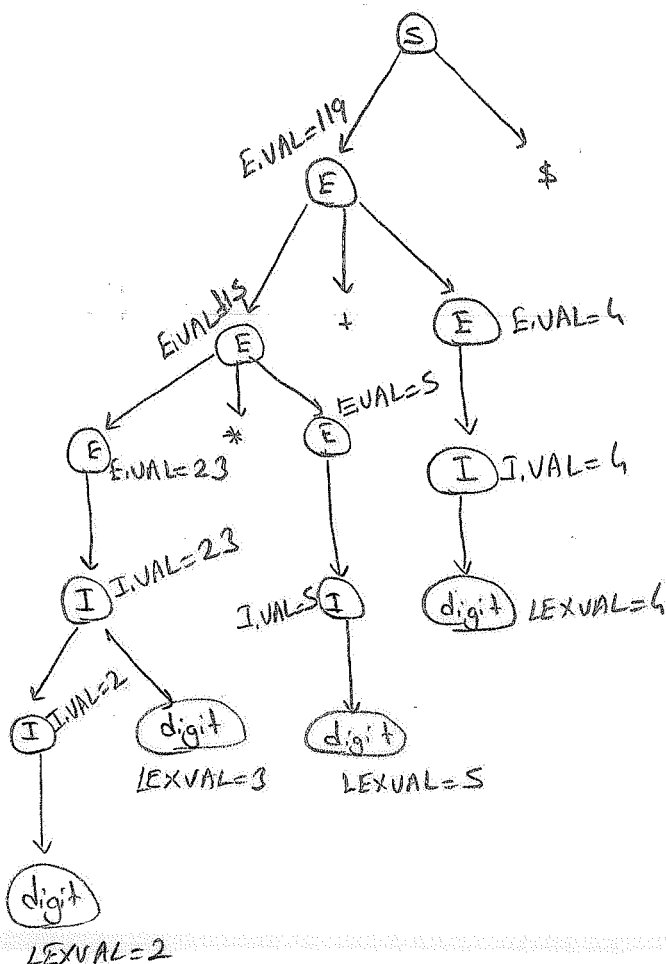 S
E.VAL=119
$
E
E.VAL=115
E
+
E
E.VAL=4
E
E.VAL=23
*
EVAL=5
E
I
I.VAL=4
I
I.VAL=23
I.VAL=5
I
digit
LEXVAL=4
I
I.VAL=2
digit
LEXVAL=3
digit
LEXVAL=5
digit
LEXVAL=2